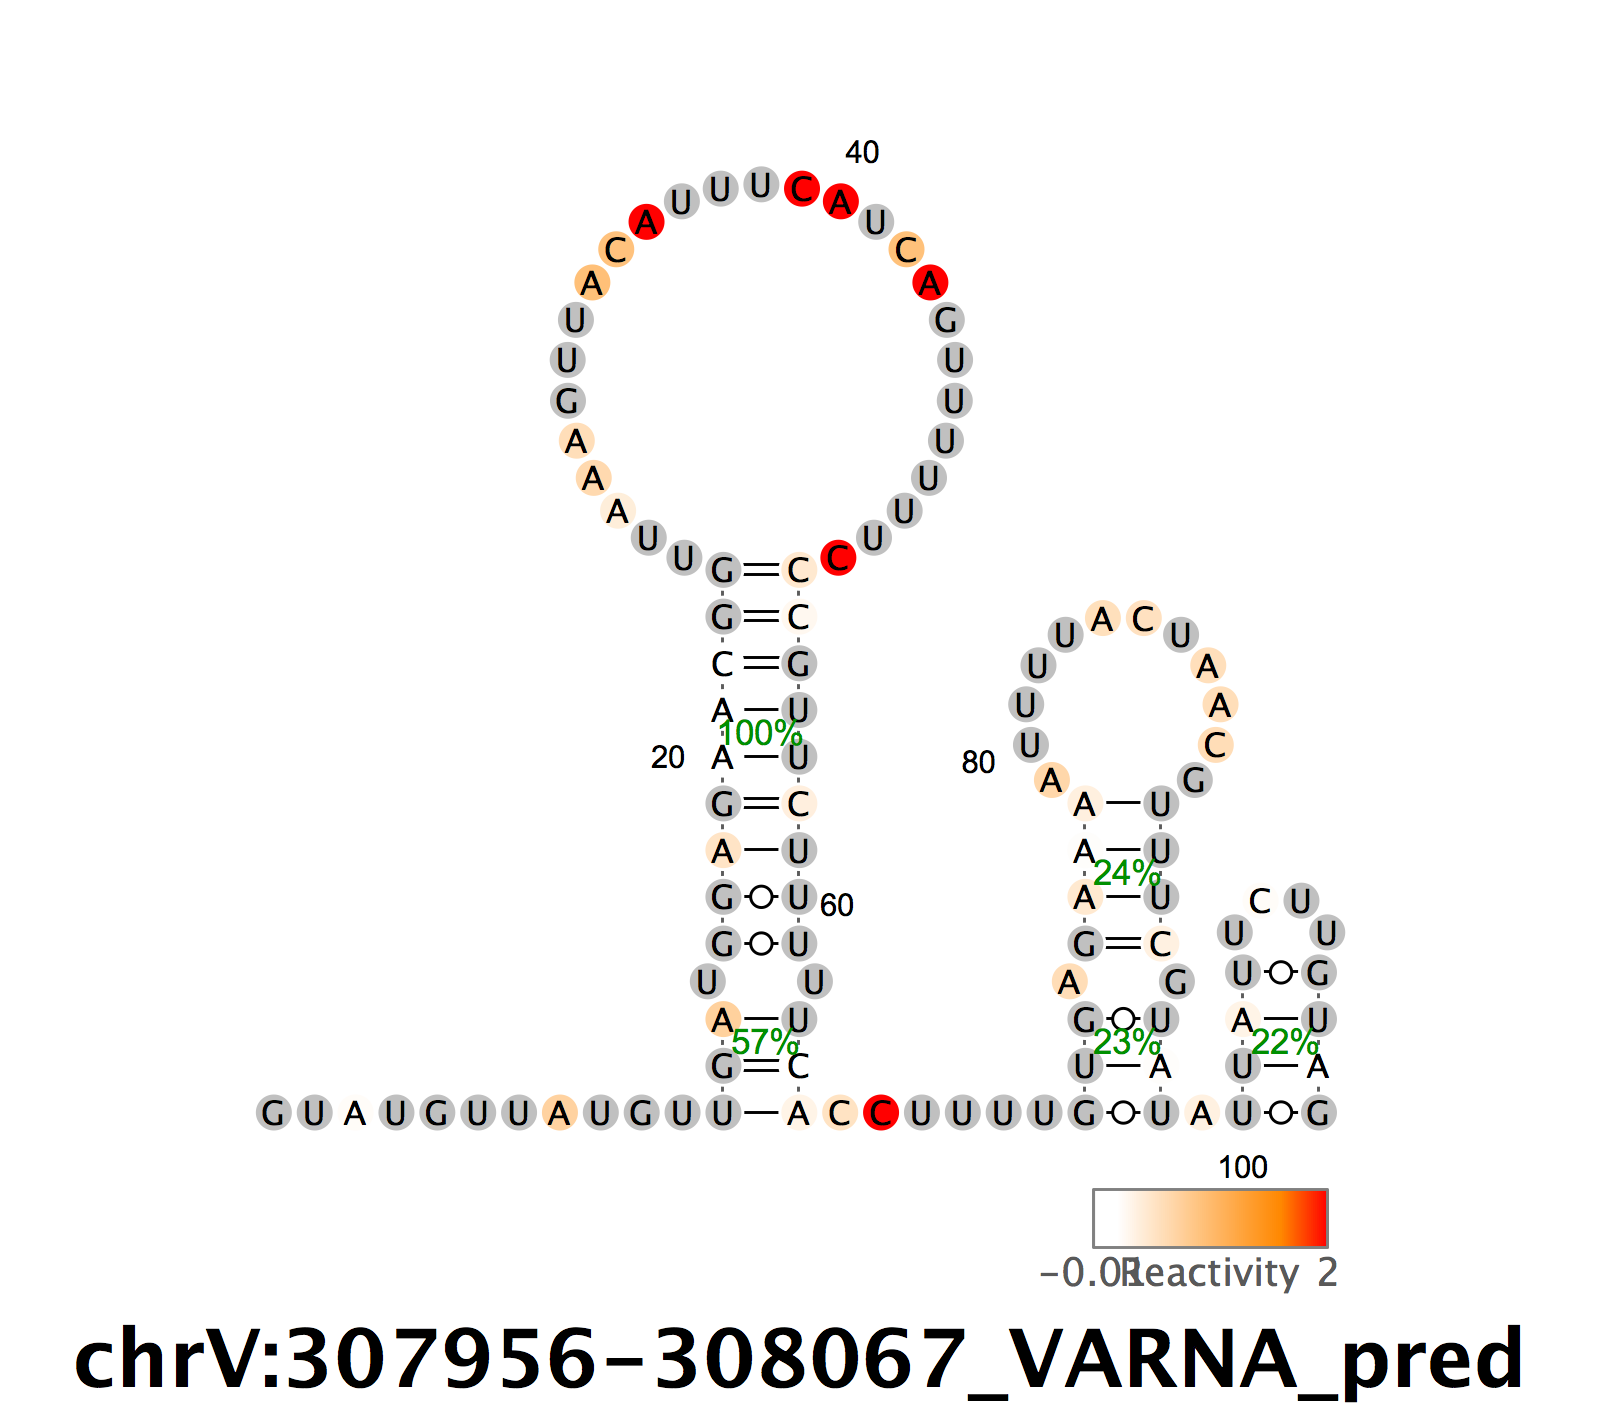 40
U U U C A
A U
C C
A A
U G
U U
G U
A U
A U
A U
U U
U C
G C
G C A C
U U
C G U A
A U U A
100%
20 A U 80 U C
A G
G C A U
A U A U
24%
G U 60 A U C U
U U
G U G C
U G
U U A G
A U G U A U
57% 23% 22%
G C U A U A
G U A U G U U A U G U U A C C U U U U G U A U G
100
-0.01 Reactivity 2
chrV:307956-308067_VARNA_pred